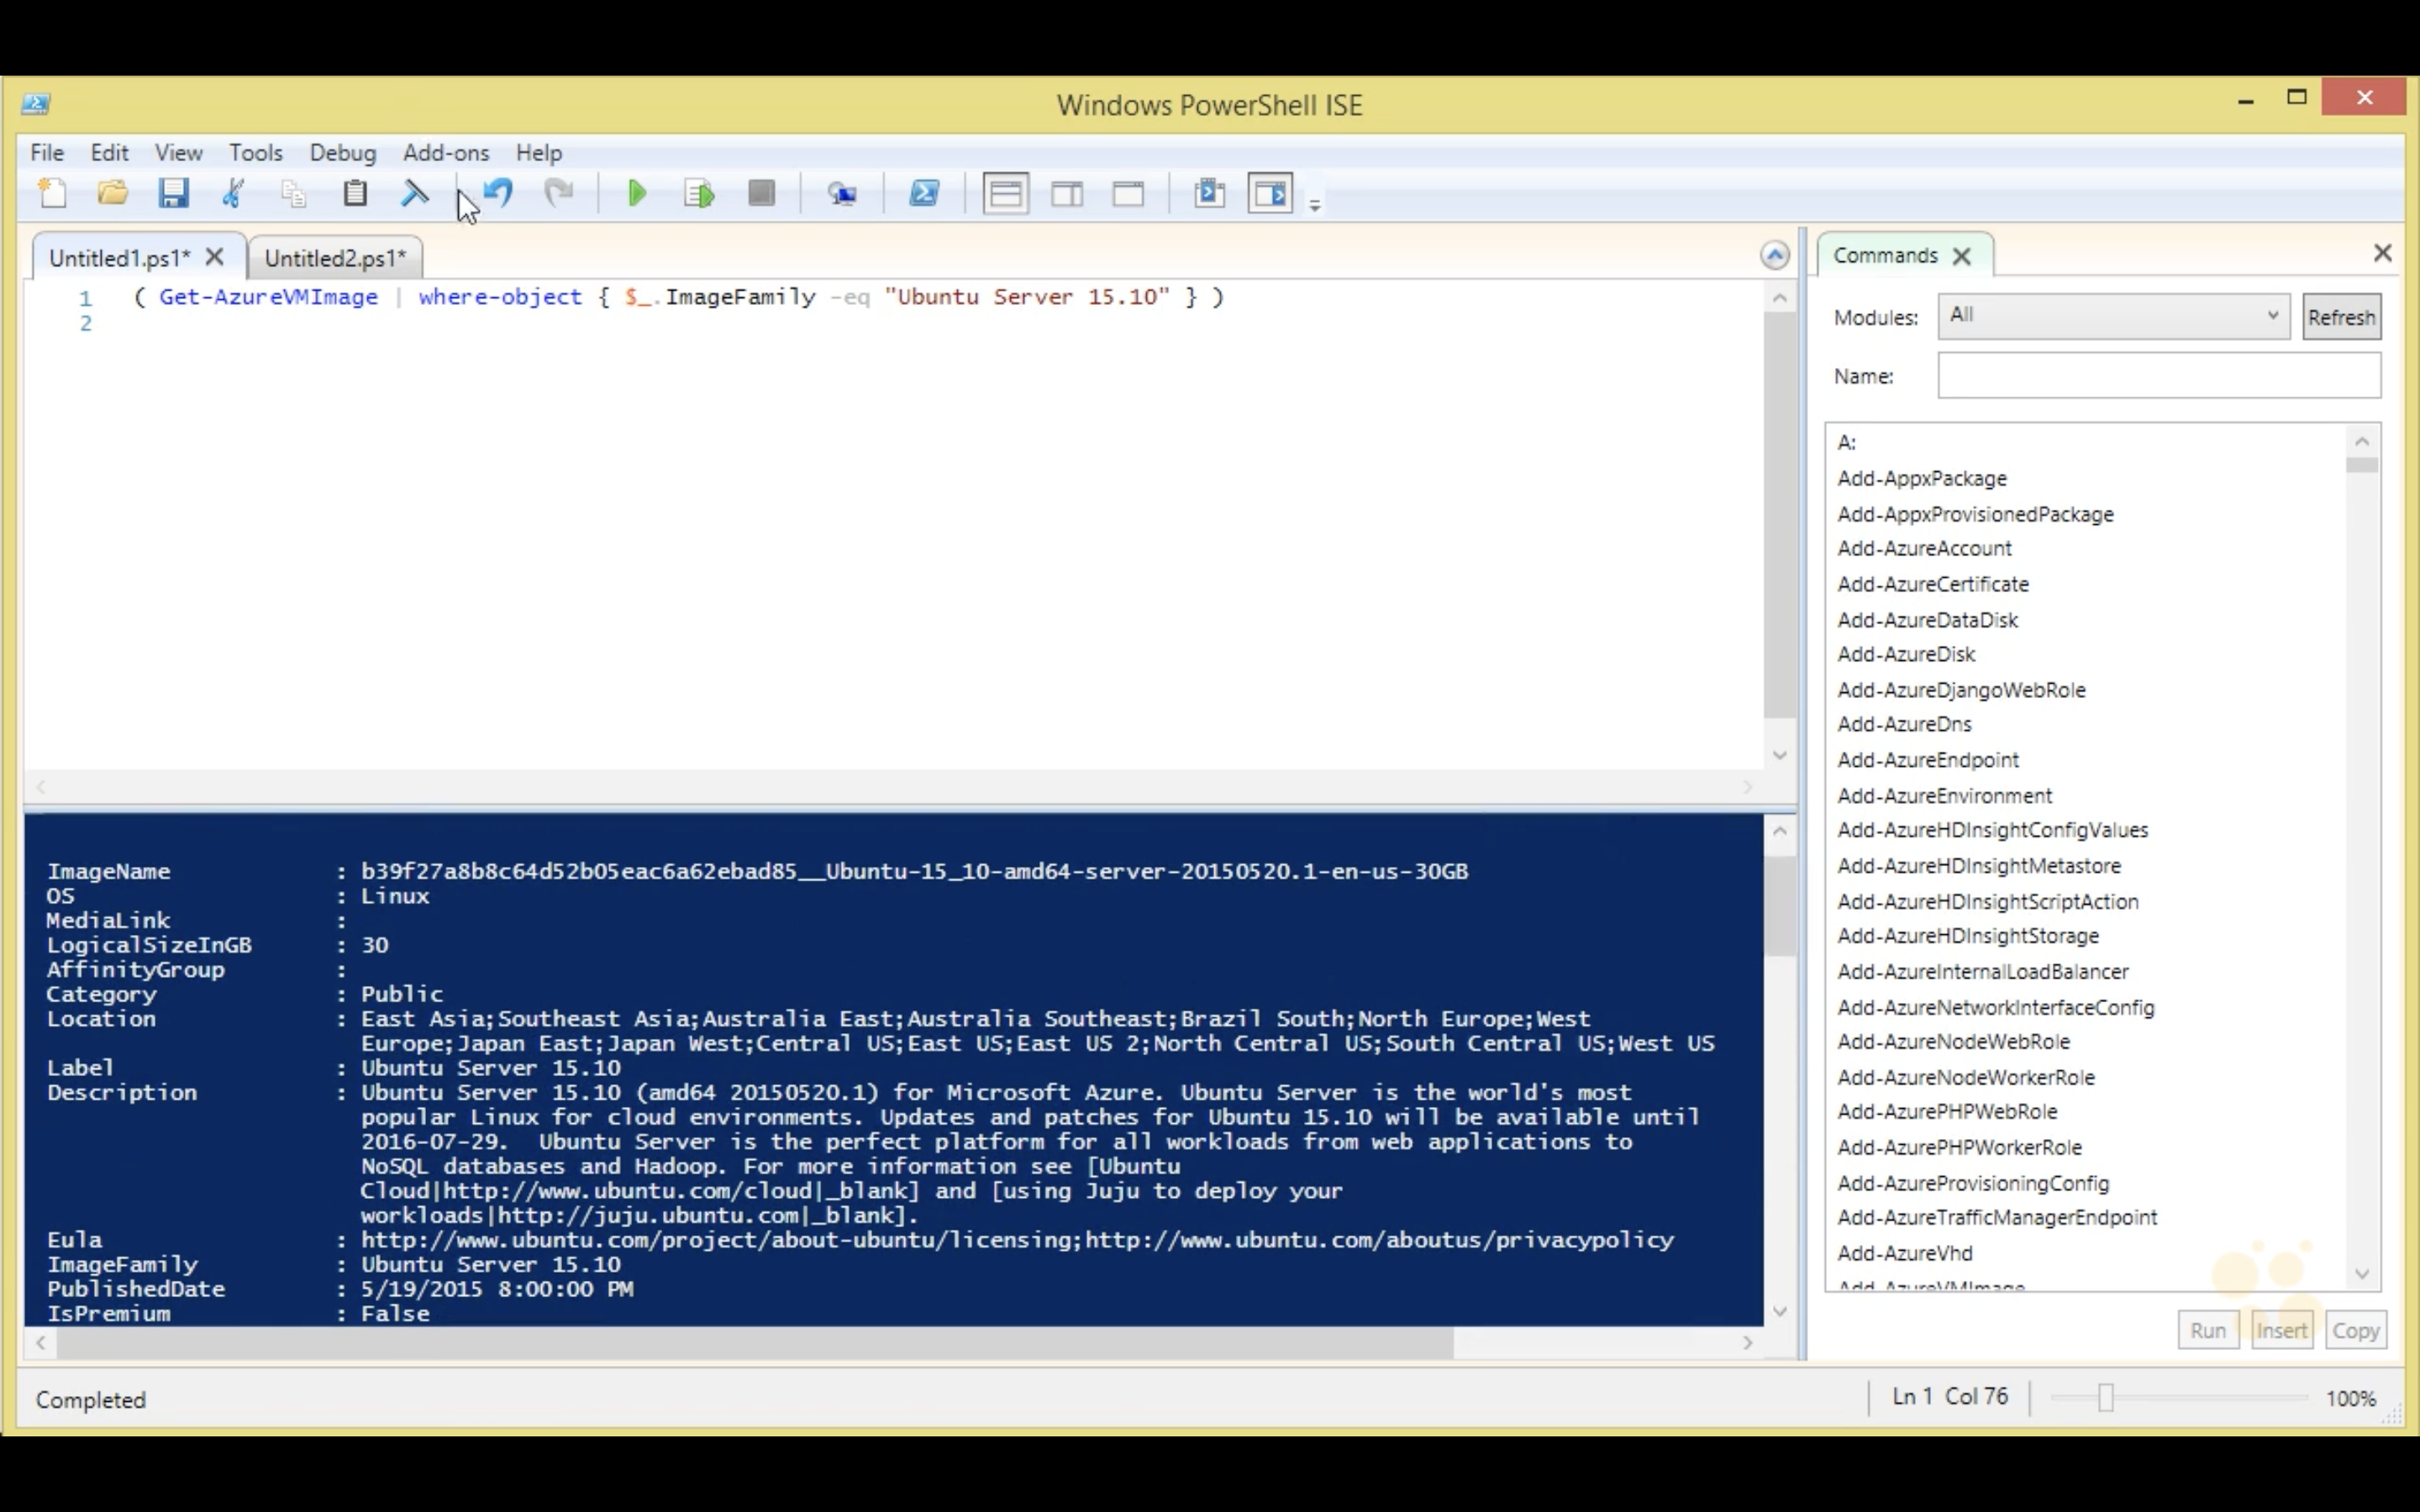 Windows PowerShell ISE
File Edit View Tools Debug Add-ons Help
Untitled1.ps1* Untitled2.ps1*
1 ( Get-AzureVMImage | where-object { $_.ImageFamily -eq "Ubuntu Server 15.10" } )
2
ImageName : b39f27a8b8c64d52b05eac6a62ebad85__Ubuntu-15_10-amd64-server-20150520.1-en-us-30GB
OS : Linux
MediaLink :
LogicalSizeInGB : 30
AffinityGroup :
Category : Public
Location : East Asia;Southeast Asia;Australia East;Australia Southeast;Brazil South;North Europe;West
Europe;Japan East;Japan West;Central US;East US;East US 2;North Central US;South Central US;West US
Label : Ubuntu Server 15.10
Description : Ubuntu Server 15.10 (amd64 20150520.1) for Microsoft Azure. Ubuntu Server is the world's most
popular Linux for cloud environments. Updates and patches for Ubuntu 15.10 will be available until
2016-07-29.  Ubuntu Server is the perfect platform for all workloads from web applications to
NoSQL databases and Hadoop. For more information see [Ubuntu
Cloud|http://www.ubuntu.com/cloud|_blank] and [using Juju to deploy your
workloads|http://juju.ubuntu.com|_blank].
Eula : http://www.ubuntu.com/project/about-ubuntu/licensing;http://www.ubuntu.com/aboutus/privacypolicy
ImageFamily : Ubuntu Server 15.10
PublishedDate : 5/19/2015 8:00:00 PM
IsPremium : False
Commands
Modules: All Refresh
Name:
A:
Add-AppxPackage
Add-AppxProvisionedPackage
Add-AzureAccount
Add-AzureCertificate
Add-AzureDataDisk
Add-AzureDisk
Add-AzureDjangoWebRole
Add-AzureDns
Add-AzureEndpoint
Add-AzureEnvironment
Add-AzureHDInsightConfigValues
Add-AzureHDInsightMetastore
Add-AzureHDInsightScriptAction
Add-AzureHDInsightStorage
Add-AzureInternalLoadBalancer
Add-AzureNetworkInterfaceConfig
Add-AzureNodeWebRole
Add-AzureNodeWorkerRole
Add-AzurePHPWebRole
Add-AzurePHPWorkerRole
Add-AzureProvisioningConfig
Add-AzureTrafficManagerEndpoint
Add-AzureVhd
Add-AzureVMImage
Run Insert Copy
Completed
Ln 1 Col 76
100%